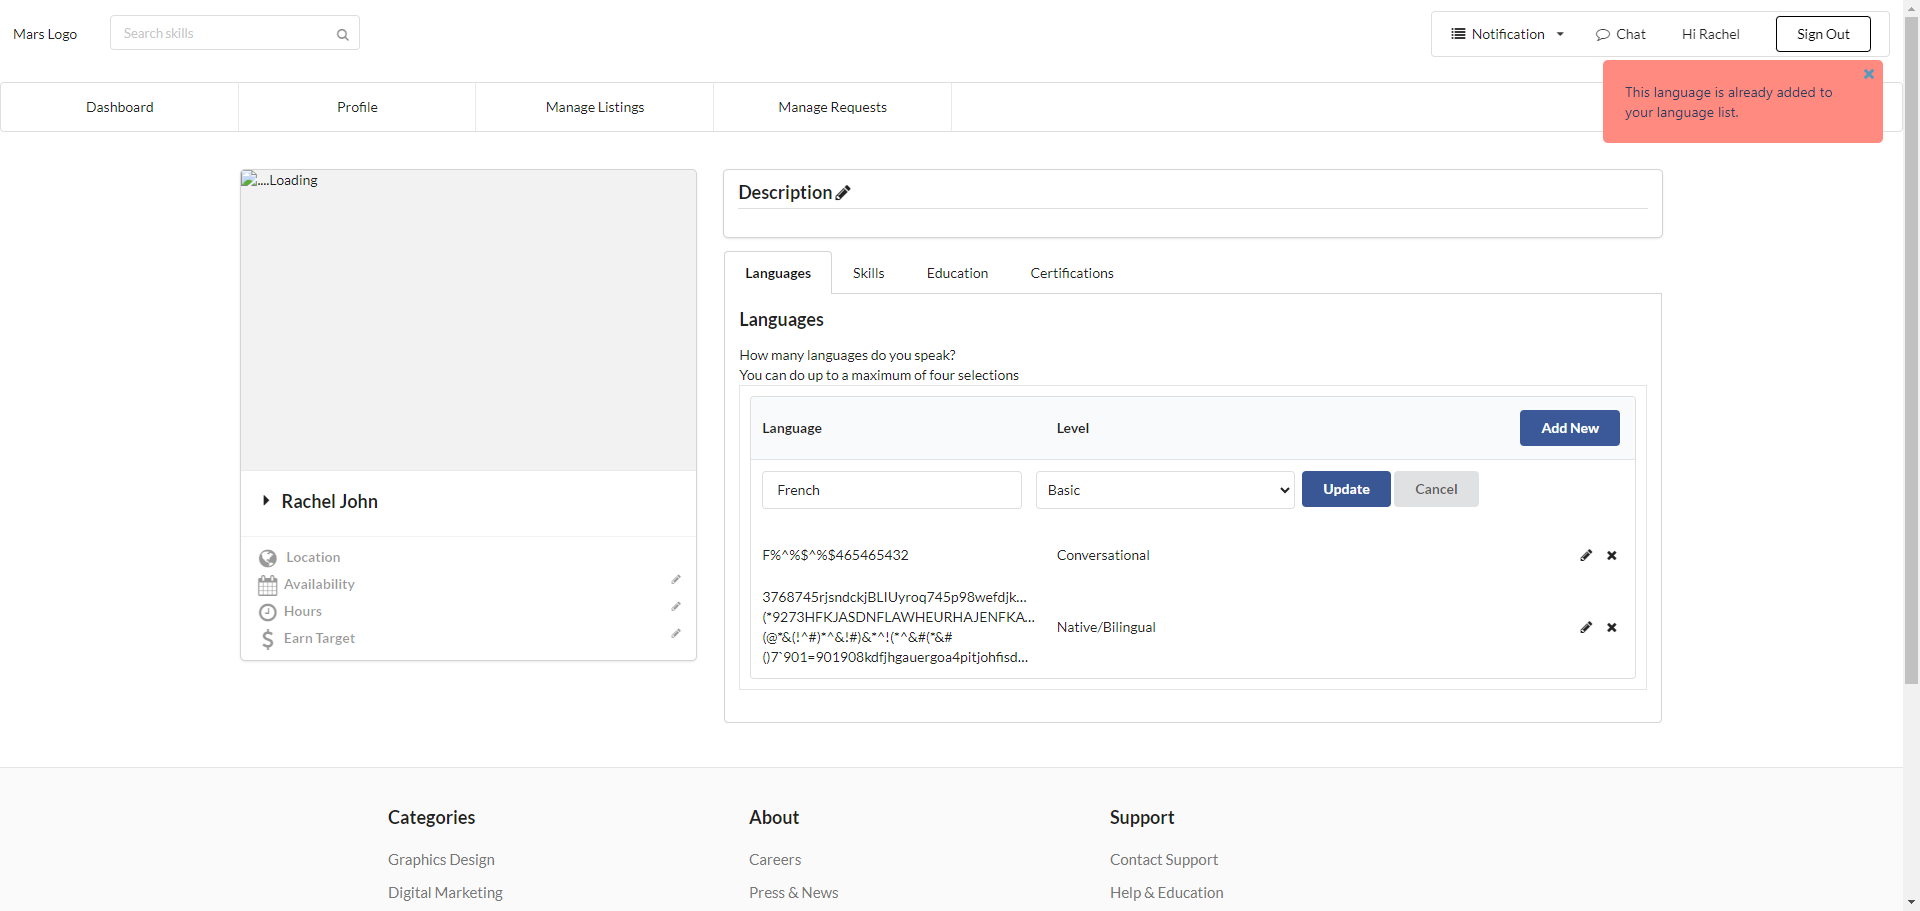 Mars Logo
Search skills
Notification
Chat
Hi Rachel
Sign Out
This language is already added to
your language list.
Dashboard
Profile
Manage Listings
Manage Requests
....Loading
Rachel John
Location
Availability
Hours
Earn Target
Description
Languages
Skills
Education
Certifications
Languages
How many languages do you speak?
You can do up to a maximum of four selections
Language
Level
Add New
French
Basic
Update
Cancel
F%^%$^%$465465432
Conversational
3768745rjsndckjBLIUyroq745p98wefdjk...
(*9273HFKJASDNFLAWHEURHAJENFKA...
(@*&(!^#)*^&!#)&*^!(*^&#(*&#
()7`901=901908kdfjhgauergoa4pitjohfisd...
Native/Bilingual
Categories
Graphics Design
Digital Marketing
About
Careers
Press & News
Support
Contact Support
Help & Education